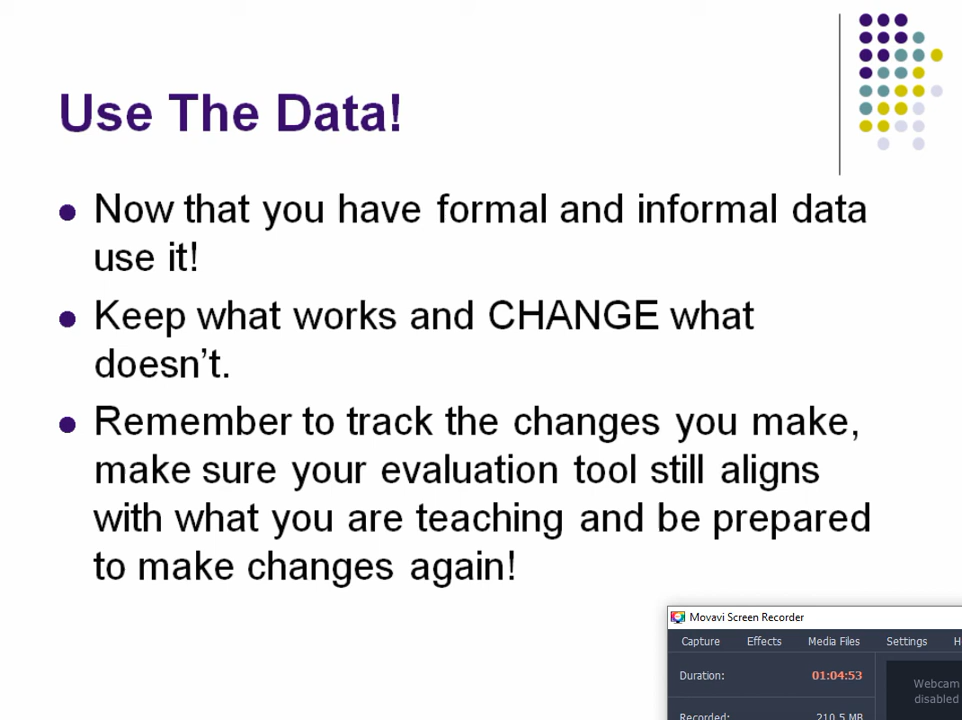 Use The Data!
Now that you have formal and informal data
use it!
Keep what works and CHANGE what
doesn’t.
Remember to track the changes you make,
make sure your evaluation tool still aligns
with what you are teaching and be prepared
to make changes again!
Movavi Screen Recorder
Capture Effects Media Files Settings
Duration: 01:04:53
Webcam
disabled
Recorded: 210.5 MB